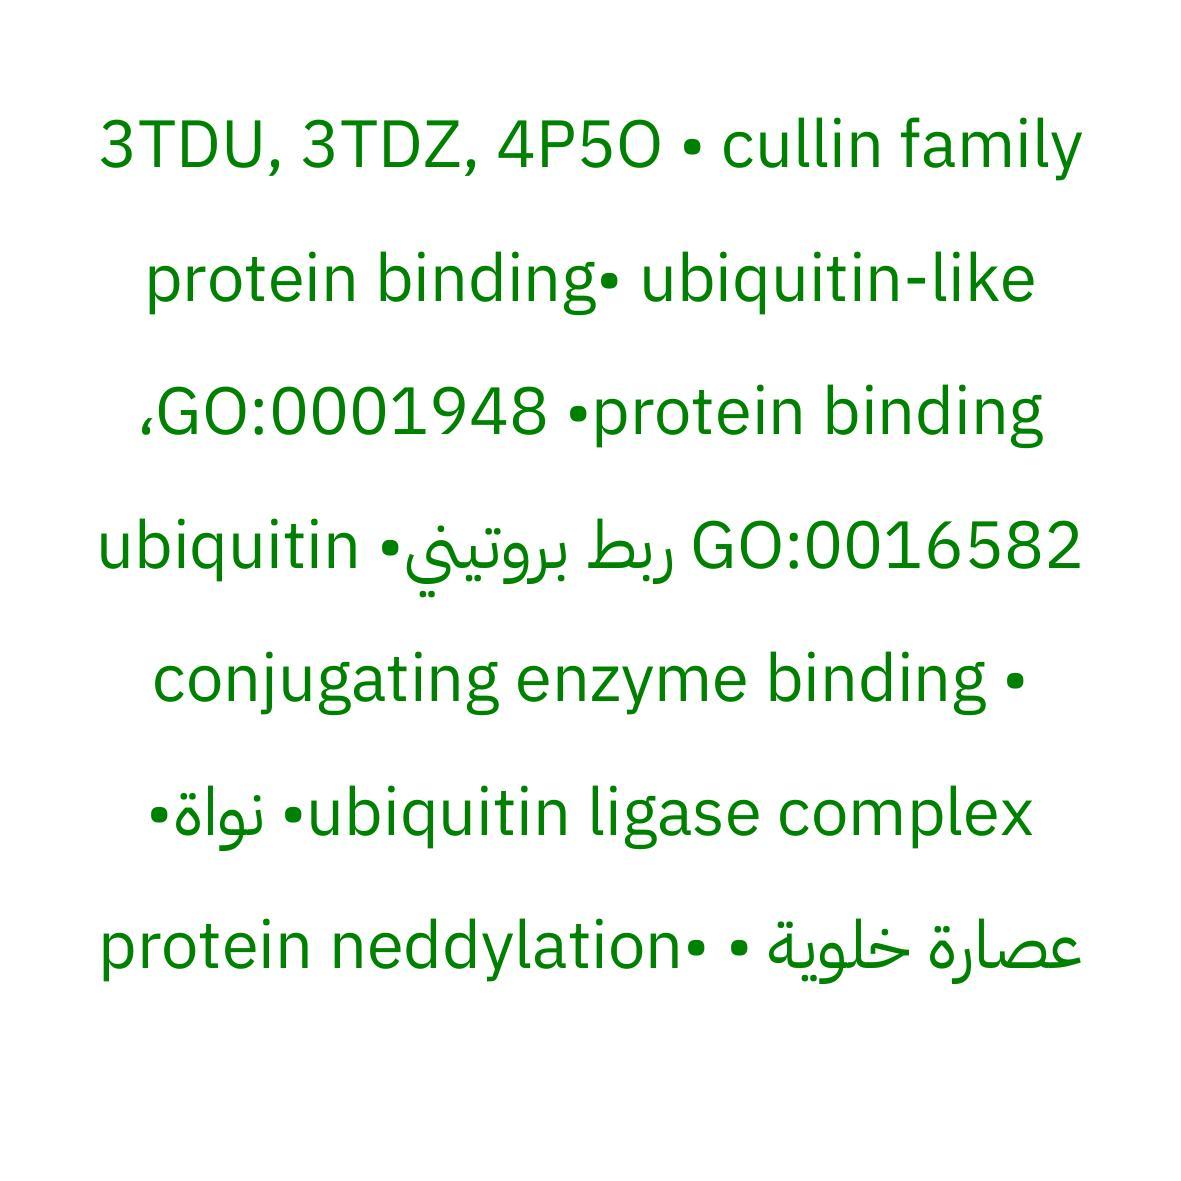 3TDU, 3TDZ, 4P5O • cullin family
protein binding• ubiquitin-like
protein binding• GO:0001948،
GO:0016582 ربط بروتيني• ubiquitin
conjugating enzyme binding •
ubiquitin ligase complex• نواة•
عصارة خلوية • •protein neddylation